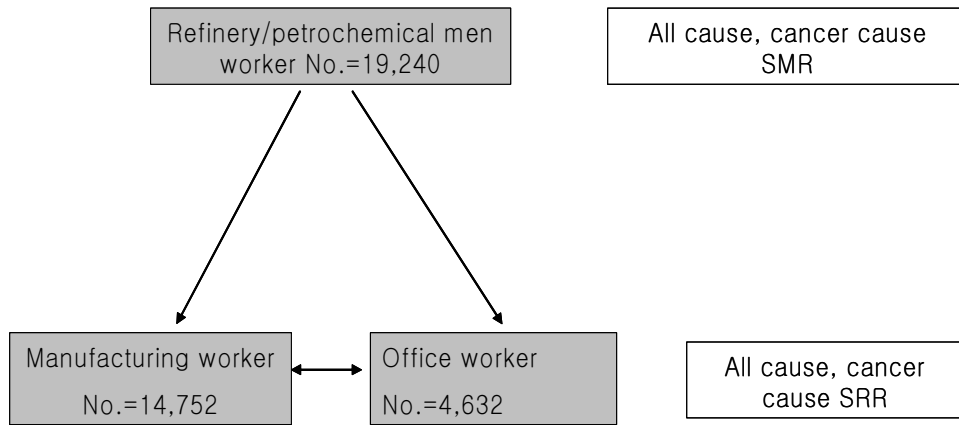 Refinery/petrochemical men
worker No.=19,240
All cause, cancer cause
SMR
Manufacturing worker
No.=14,752
Office worker
No.=4,632
All cause, cancer
cause SRR